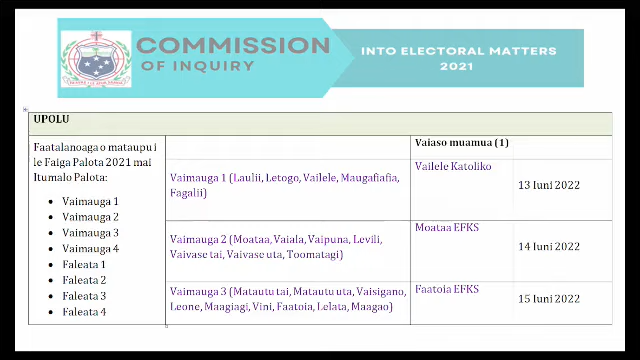 COMMISSION
OF INQUIRY
INTO ELECTORAL MATTERS
2021
UPOLU
Faatalanoaga o mataupu i
le Faiga Palota 2021 mai
Itumalo Palota:
• Vaimauga 1
• Vaimauga 2
• Vaimauga 3
• Vaimauga 4
• Faleata 1
• Faleata 2
• Faleata 3
• Faleata 4
Vaiaso muamua (1)
Vaimauga 1 (Laulii, Letogo, Vailele, Maugafiafia,
Fagalii)
Vailele Katoliko
13 Iuni 2022
Vaimauga 2 (Moataa, Vaiala, Vaipuna, Levili,
Vaivase tai, Vaivase uta, Toomatagi)
Moataa EFKS
14 Iuni 2022
Vaimauga 3 (Matautu tai, Matautu uta, Vaisigano,
Leone, Maagiagi, Vini, Faatoia, Lelata, Maagao)
Faatoia EFKS
15 Iuni 2022